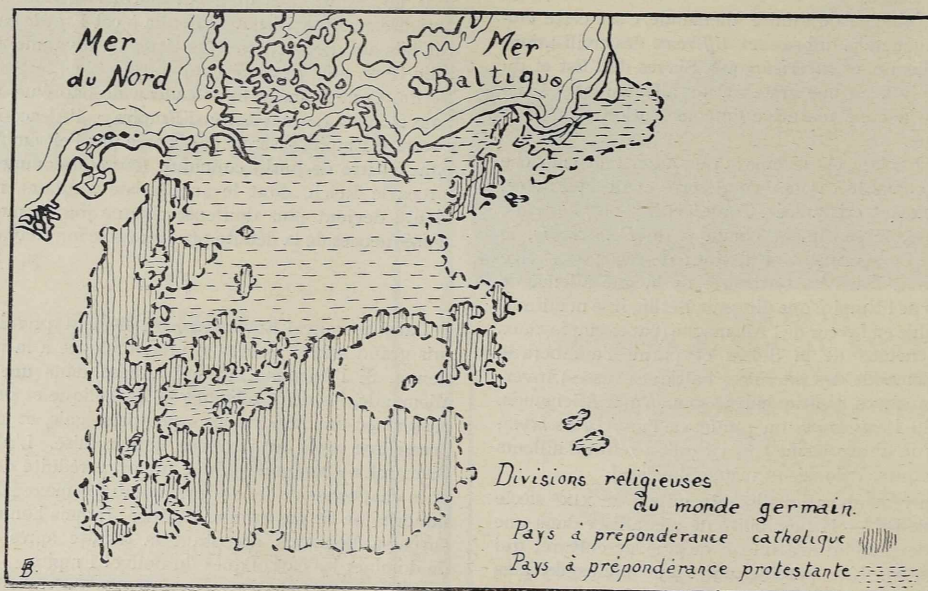 Mer
du Nord.
Mer
Baltique
Divisions religieuses
du monde germain.
Pays à prépondérance catholique
Pays à prépondérance protestante
B